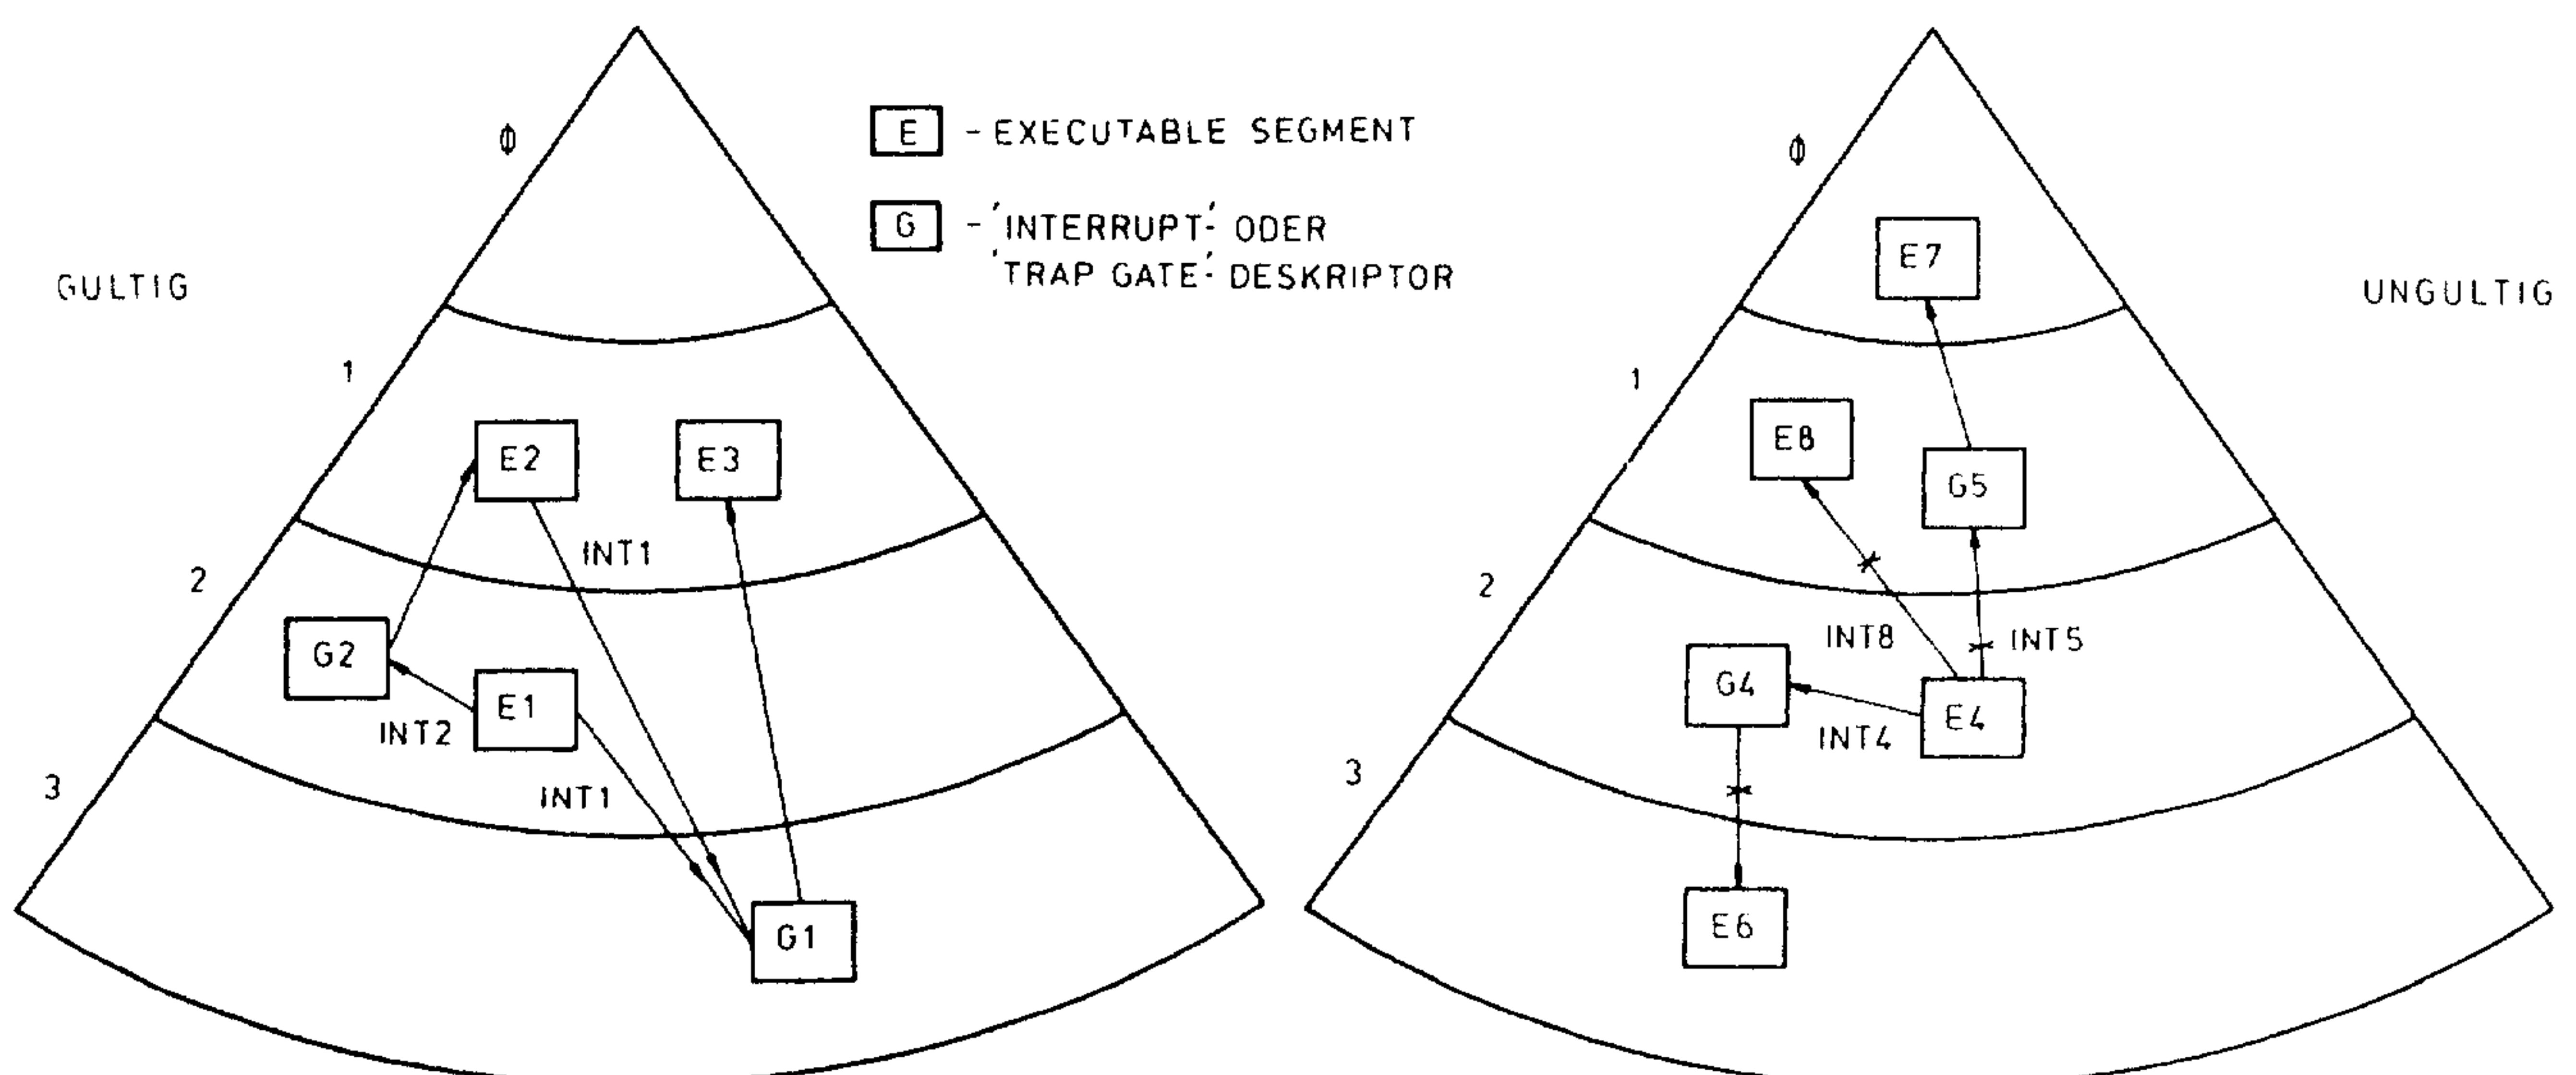 Φ
E - EXECUTABLE SEGMENT
G - 'INTERRUPT'- ODER
'TRAP GATE'- DESKRIPTOR
GULTIG
1
E2
E3
INT1
2
G2
E1
INT2
3
INT1
G1
Φ
E7
UNGULTIG
1
E8
G5
2
INT8
INT5
G4
E4
INT4
3
E6